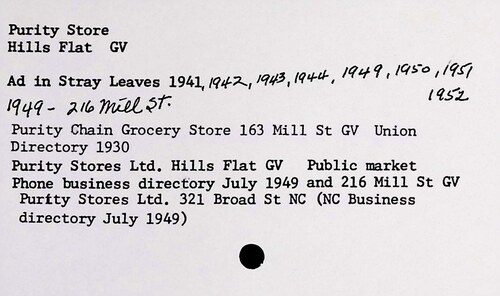 Purity Store
Hills Flat GV
Ad in Stray Leaves 1941, 1942, 1943, 1944, 1949, 1950, 1951
1952
1949 - 216 Mill St.
Purity Chain Grocery Store 163 Mill St GV Union
Directory 1930
Purity Stores Ltd. Hills Flat GV Public market
Phone business directory July 1949 and 216 Mill St GV
Purity Stores Ltd. 321 Broad St NC (NC Business
directory July 1949)